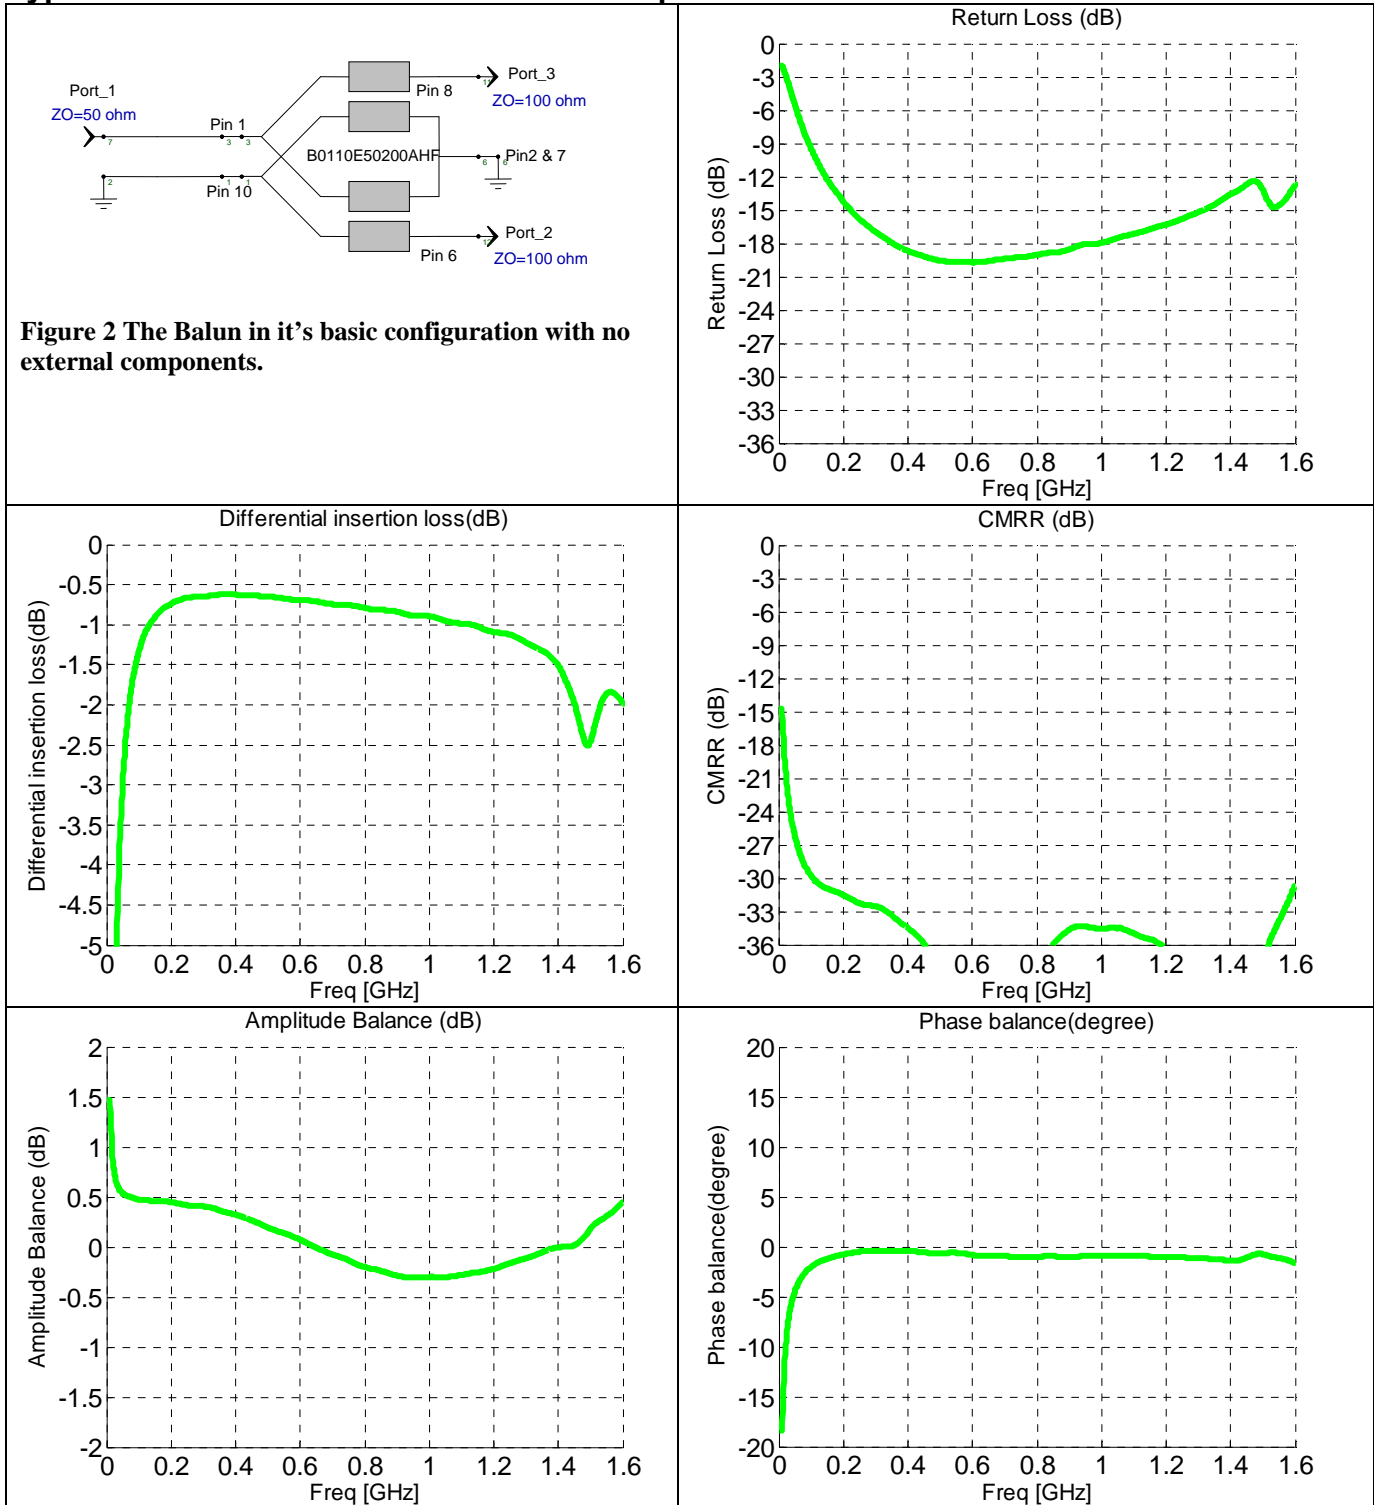 Port_1
ZO=50 ohm
7
2
Pin 1
3 3
1 1
Pin 10
Pin 8
B0110E50200AHF
Pin 6
11
Port_3
ZO=100 ohm
6 6
Pin2 & 7
Port_2
ZO=100 ohm
Figure 2 The Balun in it’s basic configuration with no
external components.
Return Loss (dB)
Return Loss (dB)
0
-3
-6
-9
-12
-15
-18
-21
-24
-27
-30
-33
-36
0 0.2 0.4 0.6 0.8 1 1.2 1.4 1.6
Freq [GHz]
Differential insertion loss(dB)
Differential insertion loss(dB)
0
-0.5
-1
-1.5
-2
-2.5
-3
-3.5
-4
-4.5
-5
0 0.2 0.4 0.6 0.8 1 1.2 1.4 1.6
Freq [GHz]
CMRR (dB)
CMRR (dB)
0
-3
-6
-9
-12
-15
-18
-21
-24
-27
-30
-33
-36
0 0.2 0.4 0.6 0.8 1 1.2 1.4 1.6
Freq [GHz]
Amplitude Balance (dB)
Amplitude Balance (dB)
2
1.5
1
0.5
0
-0.5
-1
-1.5
-2
0 0.2 0.4 0.6 0.8 1 1.2 1.4 1.6
Freq [GHz]
Phase balance(degree)
Phase balance(degree)
20
15
10
5
0
-5
-10
-15
-20
0 0.2 0.4 0.6 0.8 1 1.2 1.4 1.6
Freq [GHz]